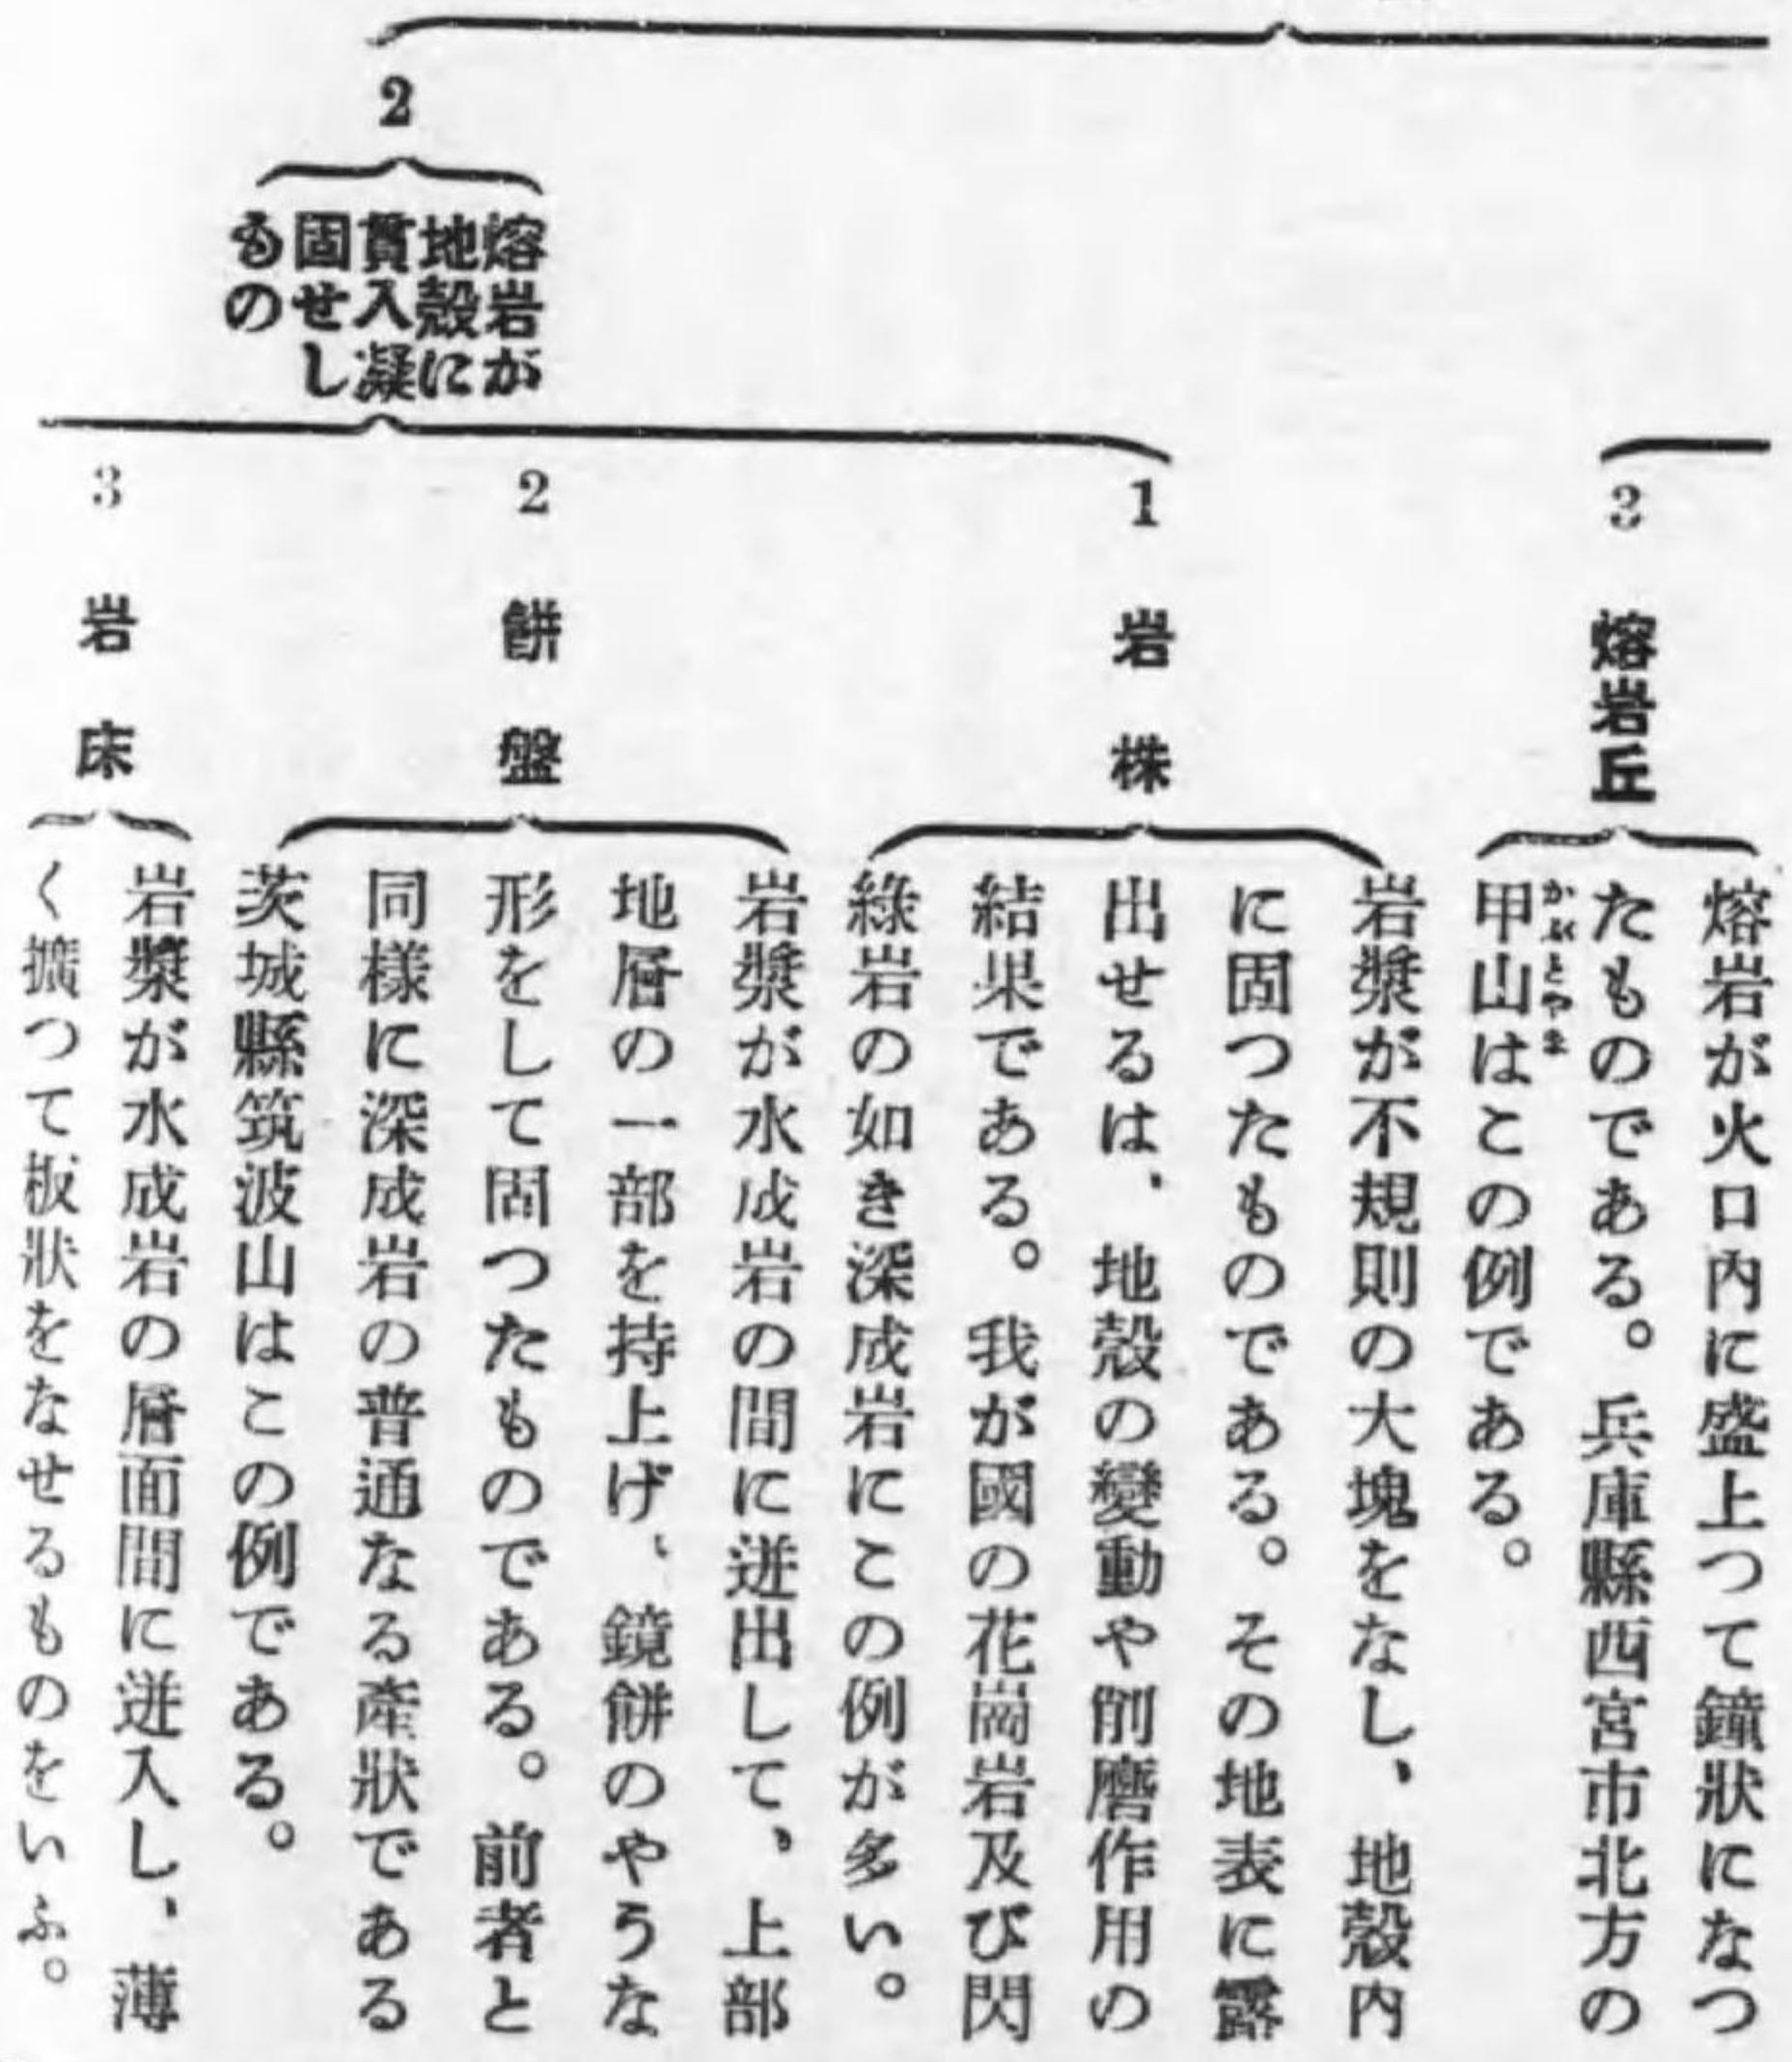 3 熔岩丘
熔岩が火口內に盛上つて鐘狀になつ
たものである。兵庫縣西宮市北方の
甲山はこの例である。
かぶとやま
2
熔岩が
地殼に
貫入凝
固せし
もの
1 岩株
岩漿が不規則の大塊をなし、地殼內
に固つたものである。その地表に露
出せるは、地殼の變動や削磨作用の
結果である。我が國の花崗岩及び閃
綠岩の如き深成岩にこの例が多い。
2 餅盤
岩漿が水成岩の間に迸出して、上部
地層の一部を持上げ、鏡餅のやうな
形をして固つたものである。前者と
同樣に深成岩の普通なる產狀である
茨城縣筑波山はこの例である。
3 岩床
岩漿が水成岩の層面間に迸入し、薄
く擴つて板狀をなせるものをいふ。